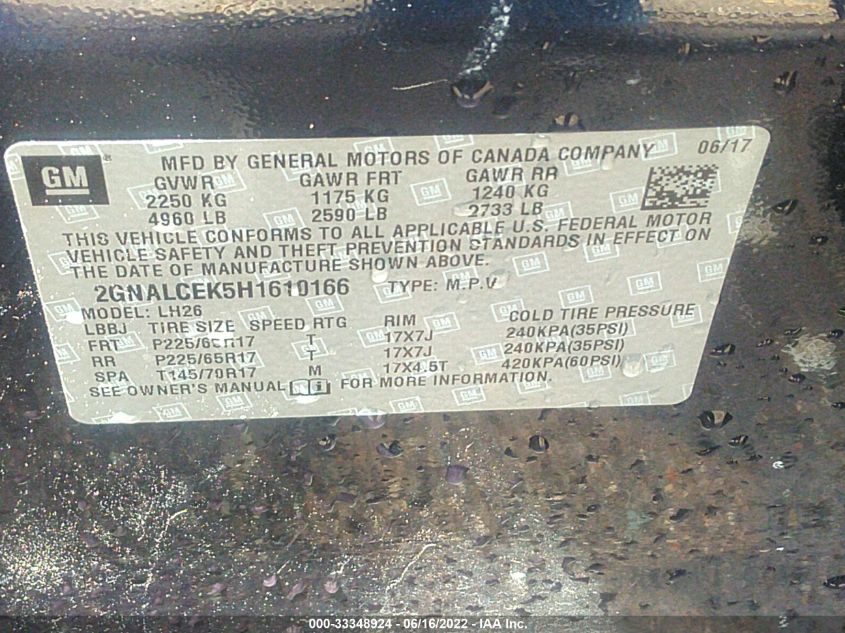 GM® MFD BY GENERAL MOTORS OF CANADA COMPANY 06/17
GVWR GAWR FRT GAWR RR
2250 KG 1175 KG 1240 KG
4960 LB 2590 LB 2733 LB
THIS VEHICLE CONFORMS TO ALL APPLICABLE U.S. FEDERAL MOTOR
VEHICLE SAFETY AND THEFT PREVENTION STANDARDS IN EFFECT ON
THE DATE OF MANUFACTURE SHOWN ABOVE.
2GNALCEK5H1610166 TYPE: M.P.V
MODEL: LH26
LBBJ TIRE SIZE SPEED RTG RIM COLD TIRE PRESSURE
FRT P225/65R17 T 17X7J 240KPA(35PSI)
RR P225/65R17 T 17X7J 240KPA(35PSI)
SPA T145/70R17 M 17X4.5T 420KPA(60PSI)
SEE OWNER'S MANUAL FOR MORE INFORMATION.
000-33348924 - 06/16/2022 - IAA Inc.